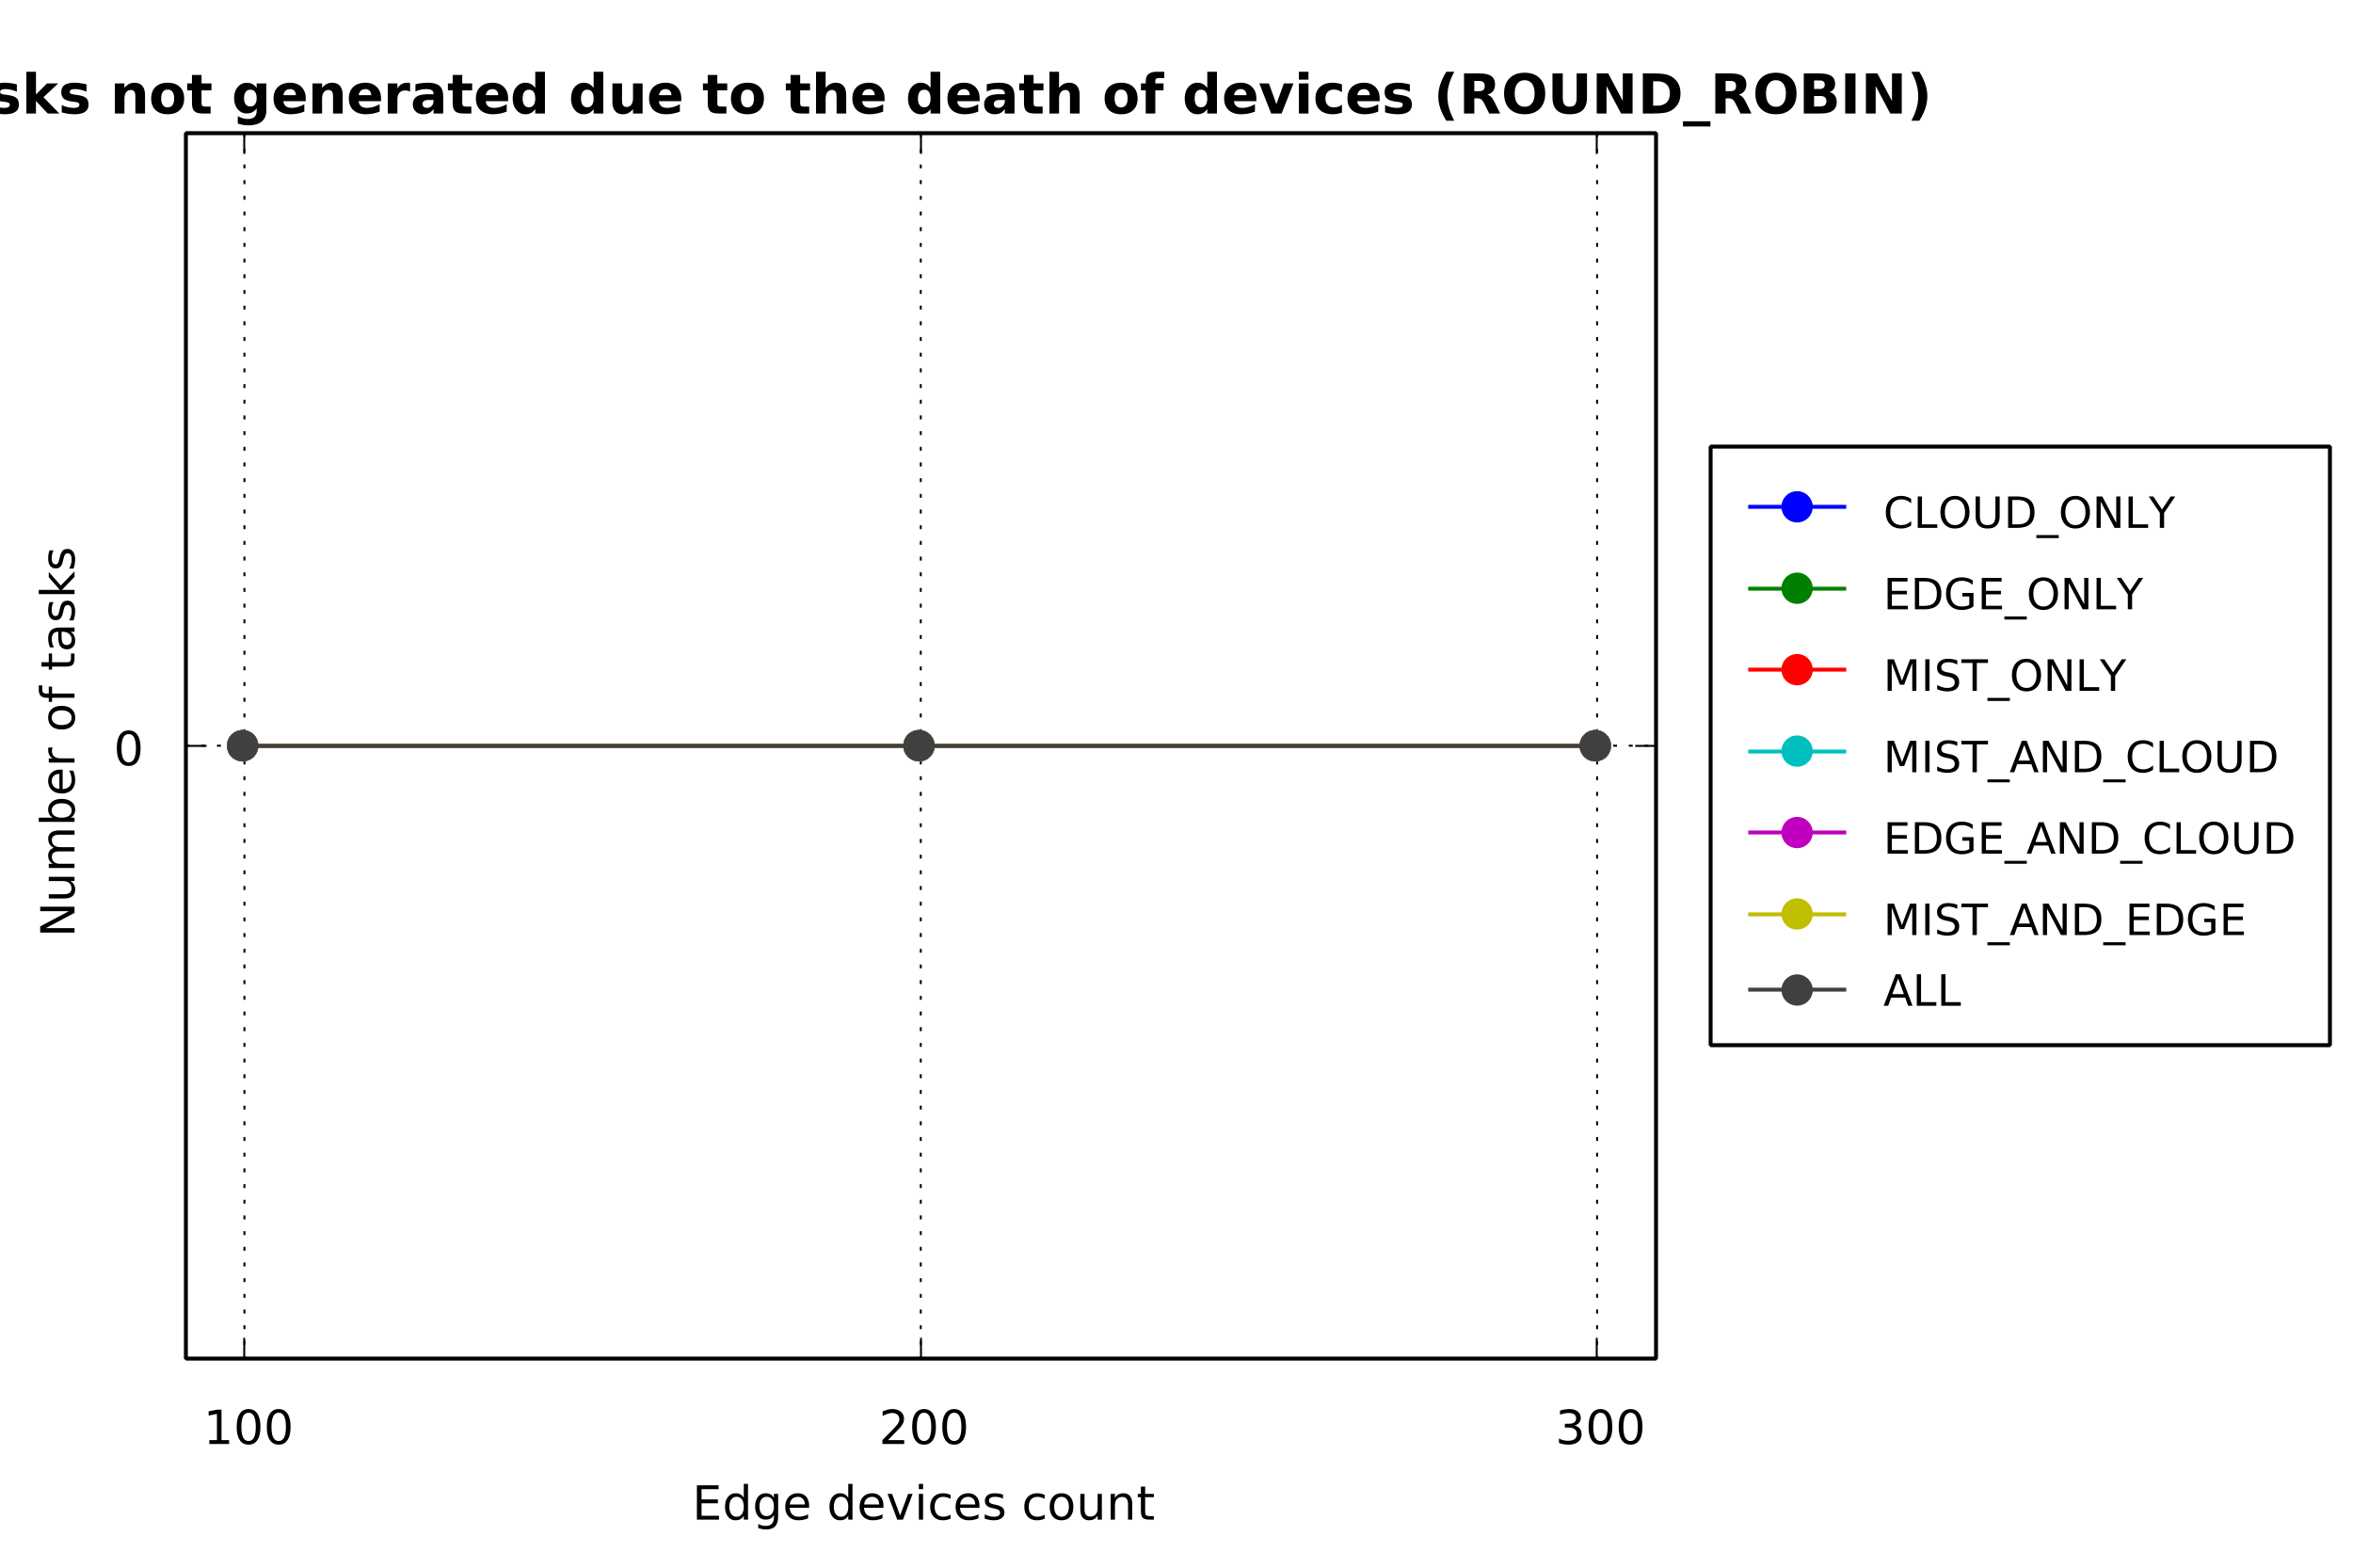 sks not generated due to the death of devices (ROUND_ROBIN)
Number of tasks
0
100
200
300
Edge devices count
CLOUD_ONLY
EDGE_ONLY
MIST_ONLY
MIST_AND_CLOUD
EDGE_AND_CLOUD
MIST_AND_EDGE
ALL